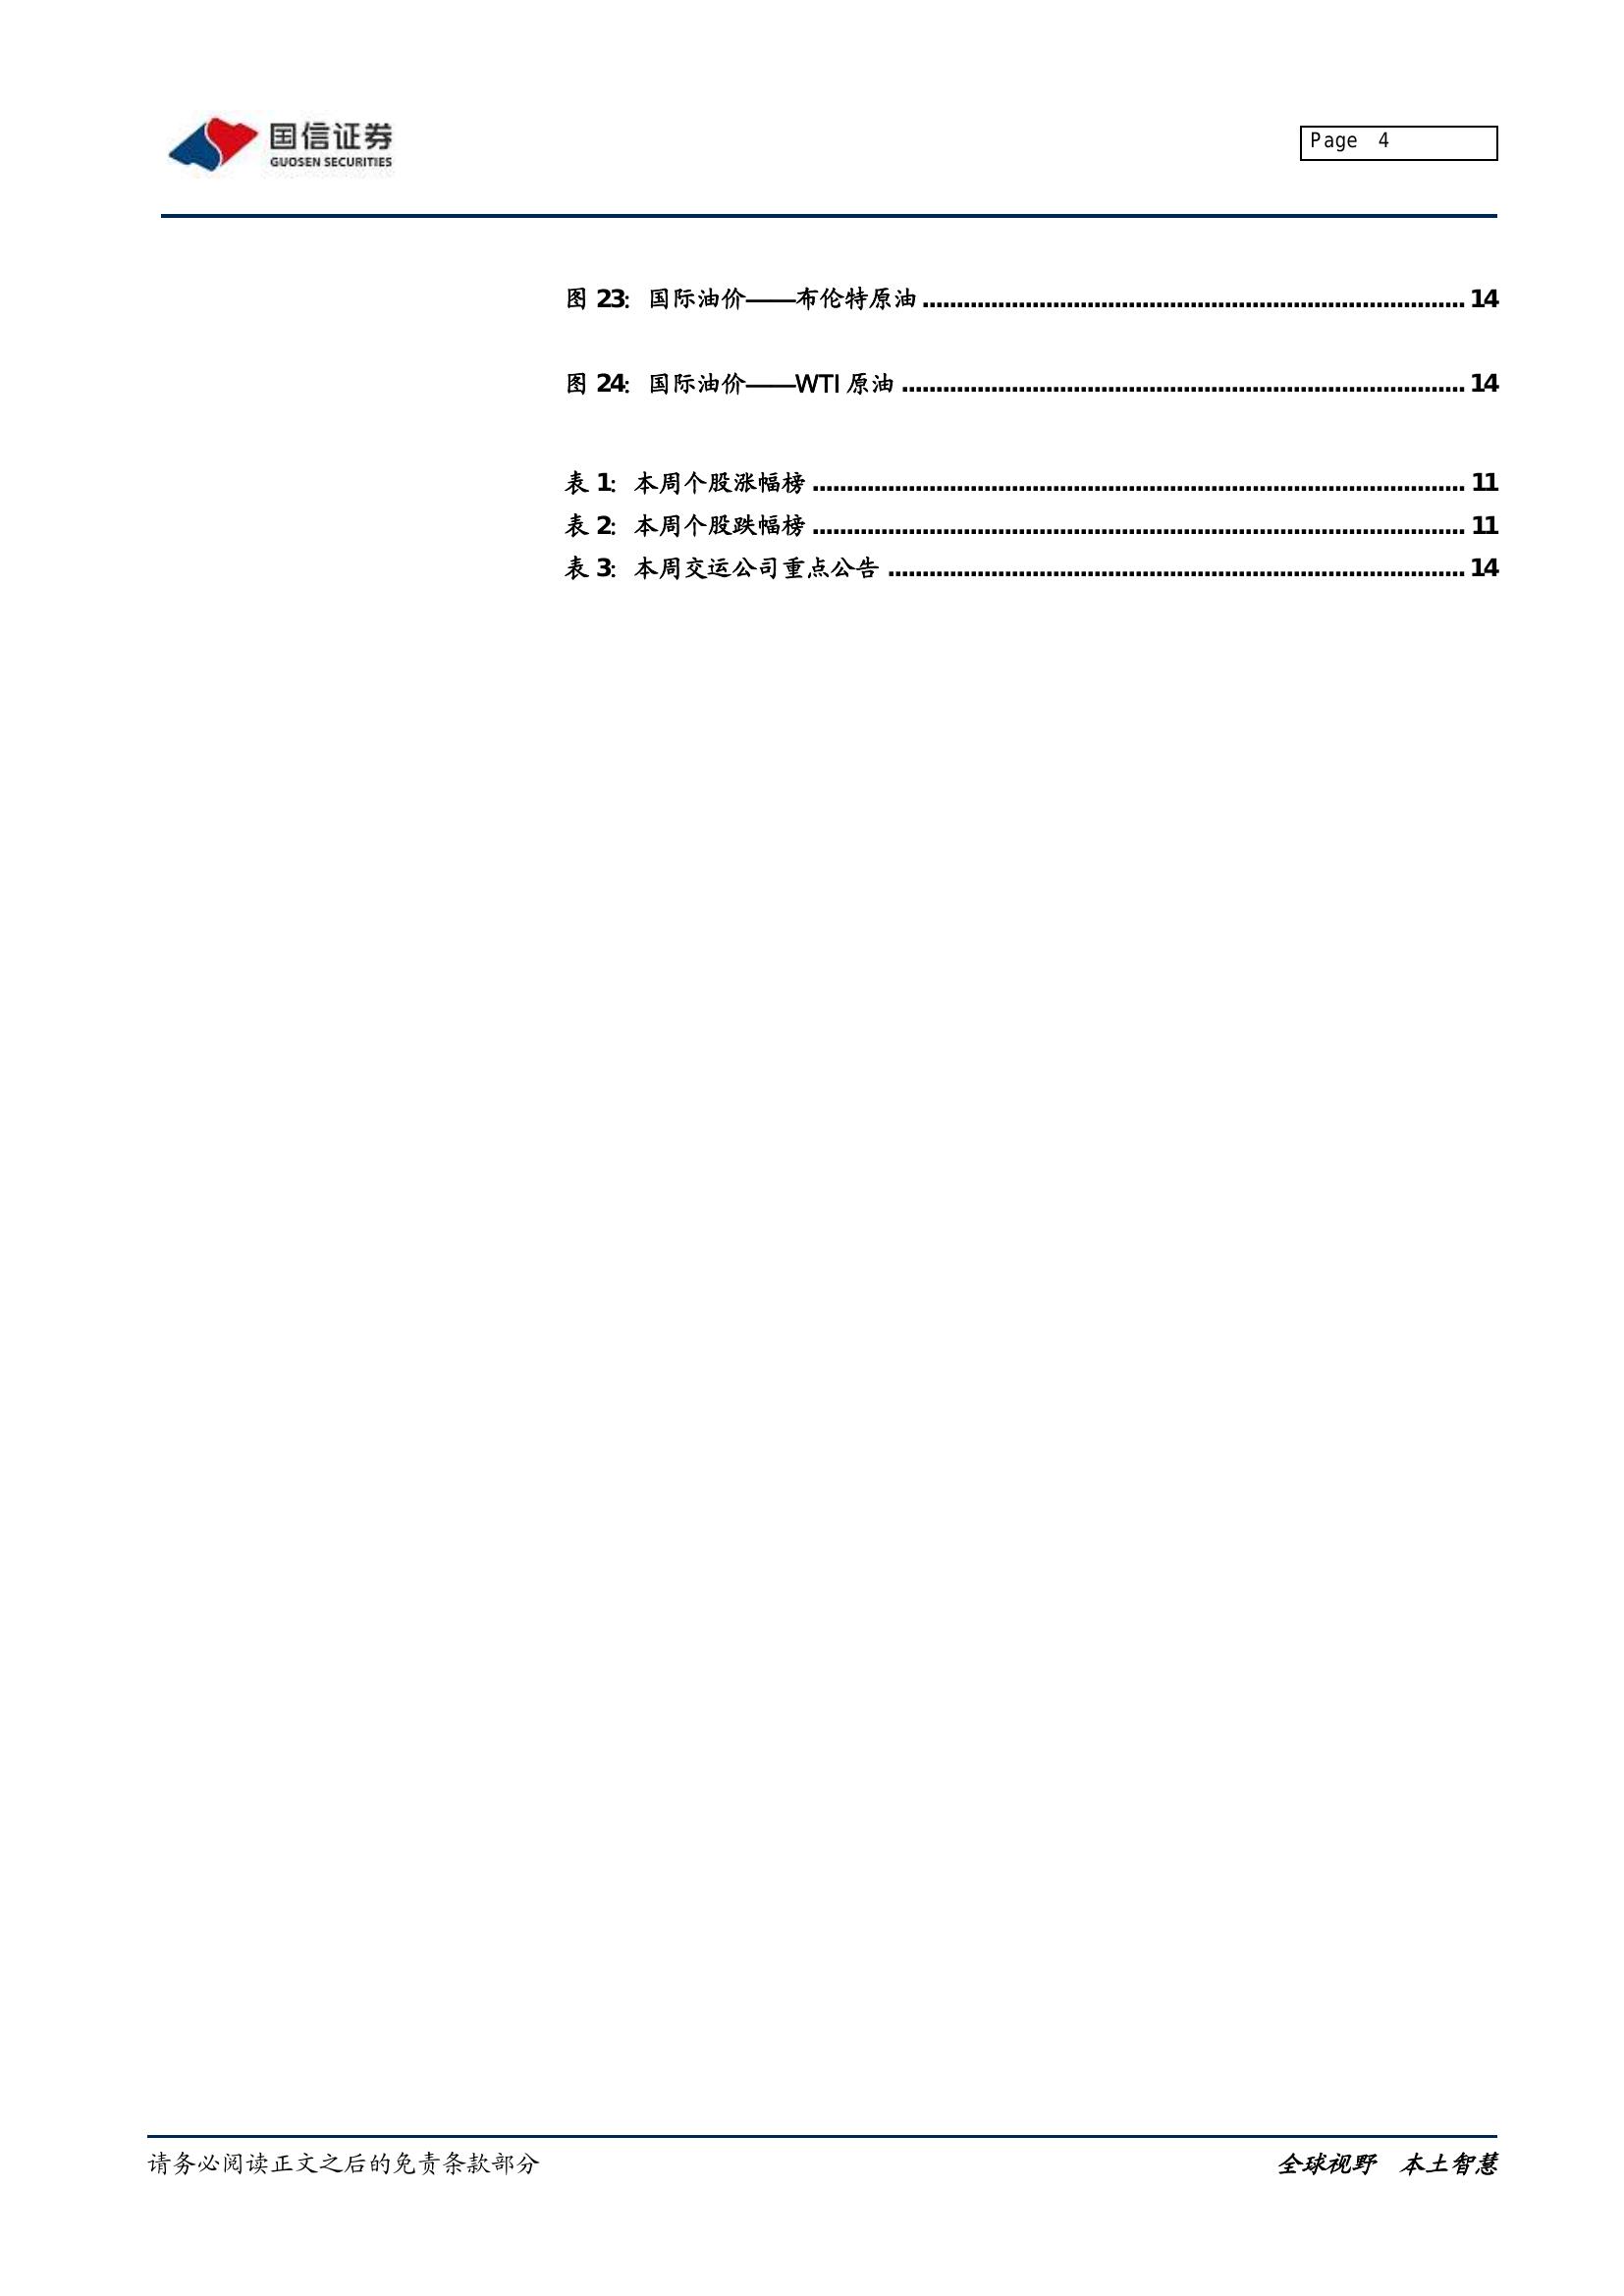 国信证券
GUOSEN SECURITIES
Page 4
图 23：国际油价——布伦特原油 ................................................................................ 14
图 24：国际油价——WTI 原油 ................................................................................... 14
表 1：本周个股涨幅榜 ................................................................................................ 11
表 2：本周个股跌幅榜 ................................................................................................ 11
表 3：本周交运公司重点公告 ..................................................................................... 14
请务必阅读正文之后的免责条款部分
全球视野 本土智慧